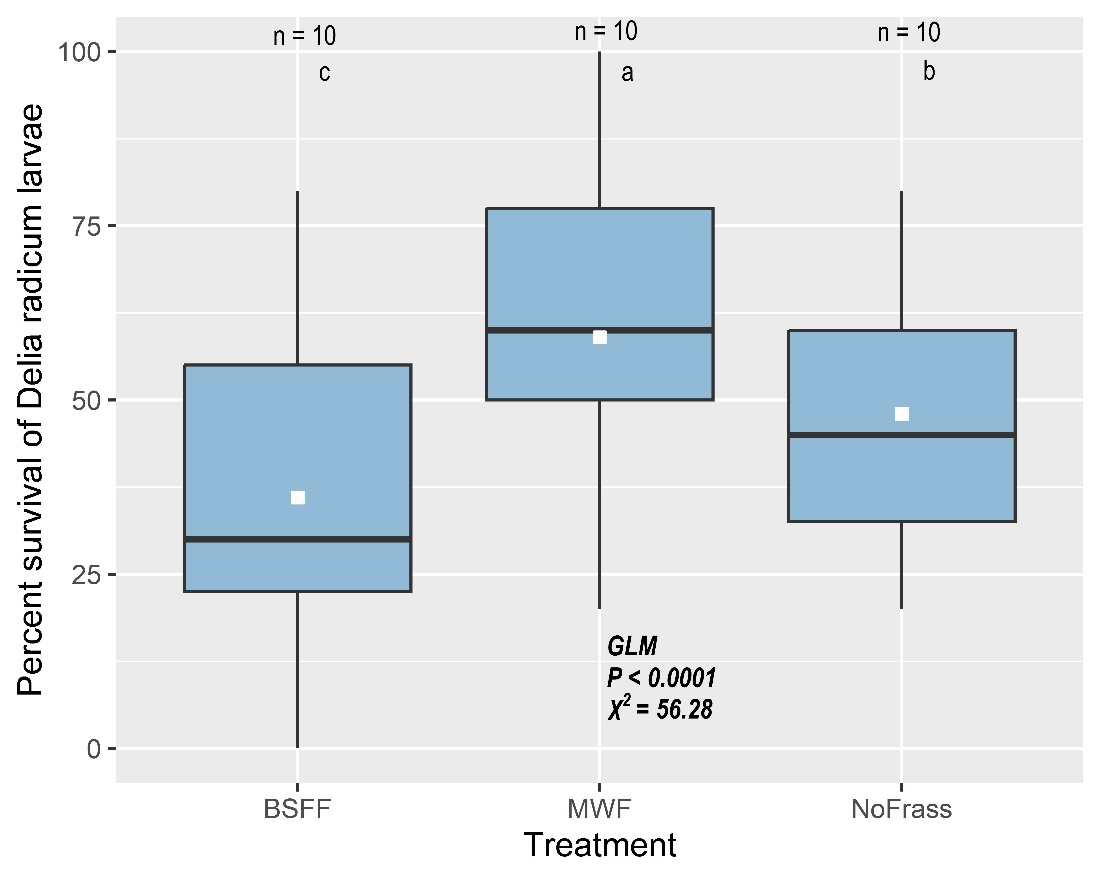 n = 10
n = 10
n = 10
c
a
b
100
75
50
25
0
Percent survival of Delia radicum larvae
GLM
P < 0.0001
χ² = 56.28
BSFF
MWF
NoFrass
Treatment